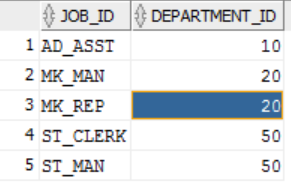 JOB_ID DEPARTMENT_ID
1 AD_ASST 10
2 MK_MAN 20
3 MK_REP 20
4 ST_CLERK 50
5 ST_MAN 50